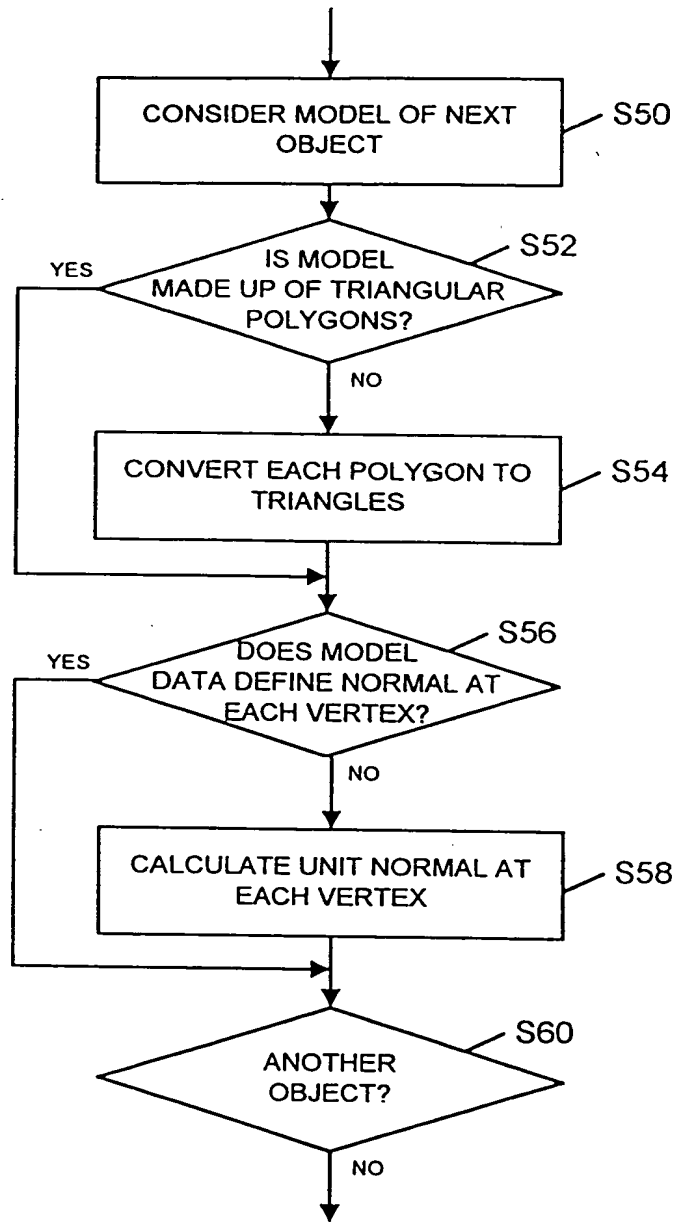 CONSIDER MODEL OF NEXT
OBJECT
S50
S52
YES
IS MODEL
MADE UP OF TRIANGULAR
POLYGONS?
NO
CONVERT EACH POLYGON TO
TRIANGLES
S54
S56
YES
DOES MODEL
DATA DEFINE NORMAL AT
EACH VERTEX?
NO
CALCULATE UNIT NORMAL AT
EACH VERTEX
S58
S60
ANOTHER
OBJECT?
NO